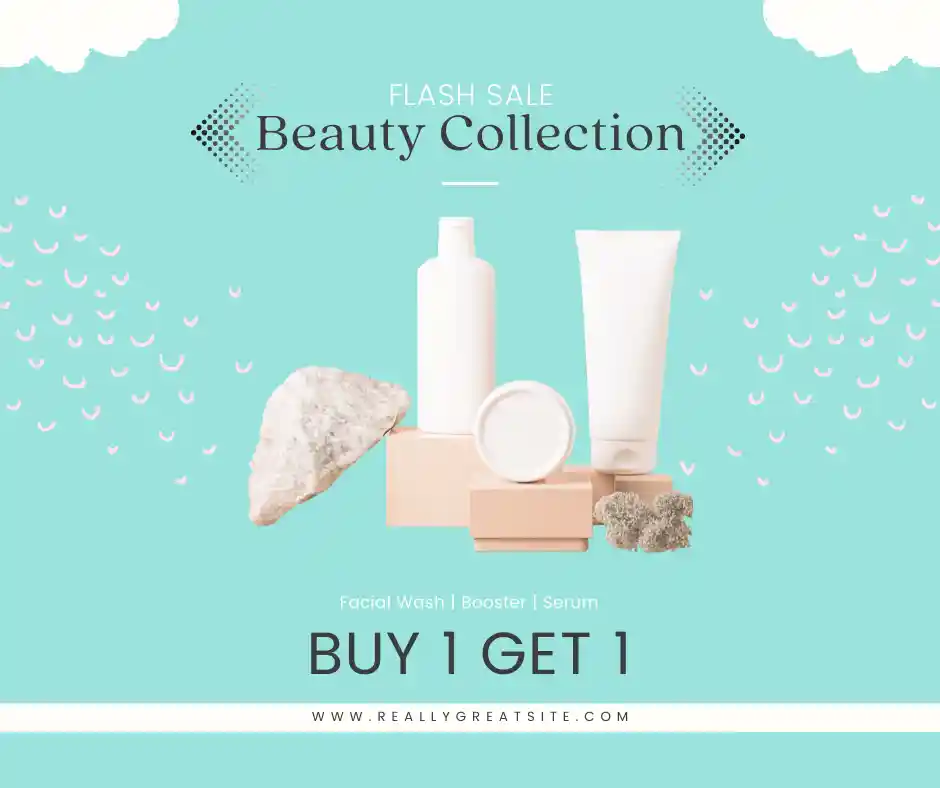 FLASH SALE
Beauty Collection
Facial Wash | Booster | Serum
BUY 1 GET 1
WWW.REALLYGREATSITE.COM